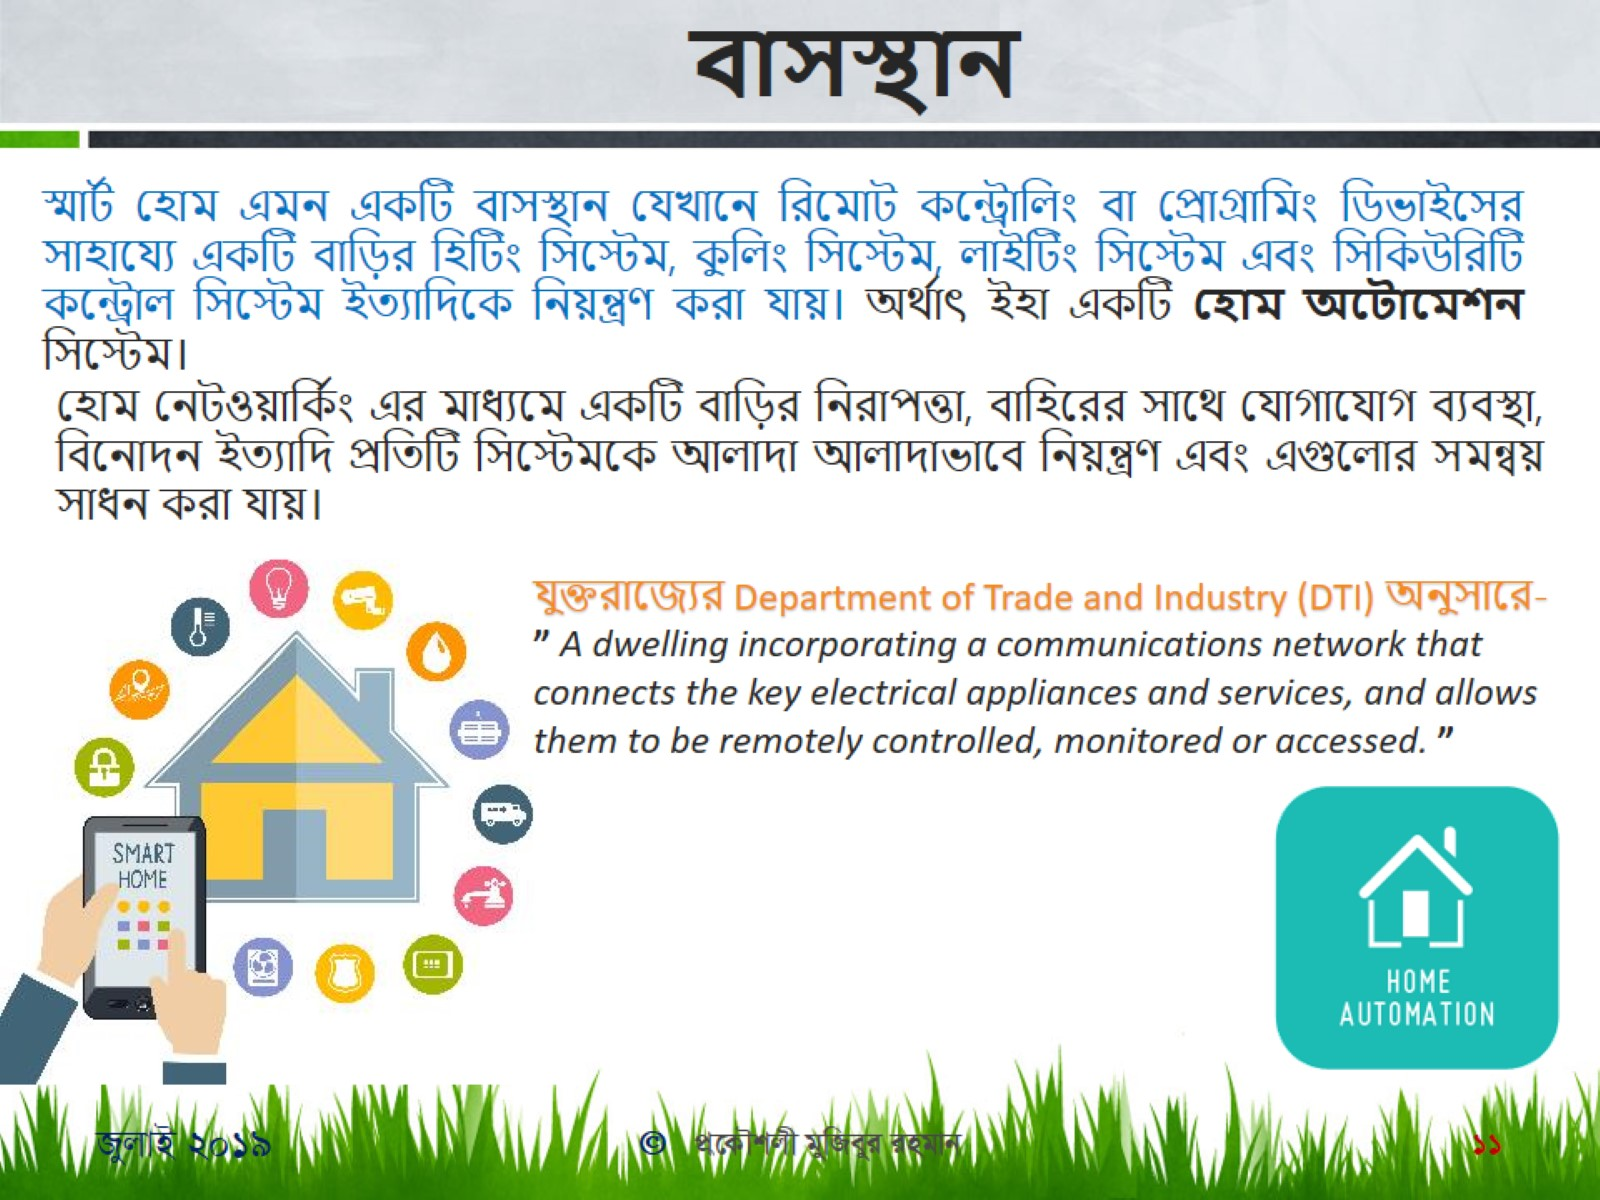 বাসস্থান
স্মার্ট হোম এমন একটি বাসস্থান যেখানে রিমোট কন্ট্রোলিং বা প্রোগ্রামিং ডিভাইসের
সাহায্যে একটি বাড়ির হিটিং সিস্টেম, কুলিং সিস্টেম, লাইটিং সিস্টেম এবং সিকিউরিটি
কন্ট্রোল সিস্টেম ইত্যাদিকে নিয়ন্ত্রণ করা যায়। অর্থাৎ ইহা একটি হোম অটোমেশন
সিস্টেম।
হোম নেটওয়ার্কিং এর মাধ্যমে একটি বাড়ির নিরাপত্তা, বাহিরের সাথে যোগাযোগ ব্যবস্থা,
বিনোদন ইত্যাদি প্রতিটি সিস্টেমকে আলাদা আলাদাভাবে নিয়ন্ত্রণ এবং এগুলোর সমন্বয়
সাধন করা যায়।
যুক্তরাজ্যের Department of Trade and Industry (DTI) অনুসারে-
” A dwelling incorporating a communications network that
connects the key electrical appliances and services, and allows
them to be remotely controlled, monitored or accessed. ”
SMART
HOME
HOME
AUTOMATION
জুলাই ২০১৯
© প্রকৌশলী মুজিবুর রহমান
১১